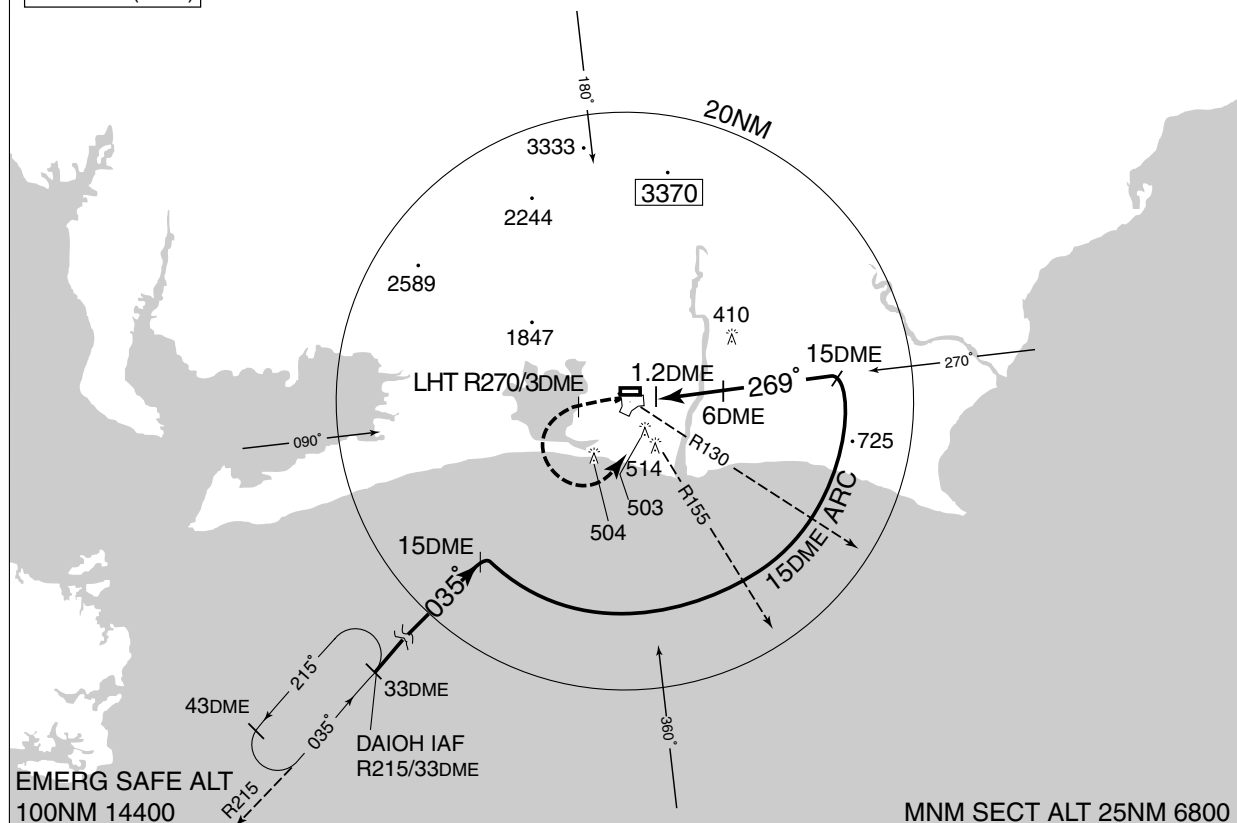 180°
20NM
3333
3370
2244
2589
410
1847
15DME
1.2DME
270°
LHT R270/3DME
269°
6DME
090°
R130
725
514
503
R155
504
15DME ARC
15DME
035°
215°
33DME
43DME
035°
360°
DAIOH IAF
R215/33DME
R215
EMERG SAFE ALT
100NM 14400
MNM SECT ALT 25NM 6800